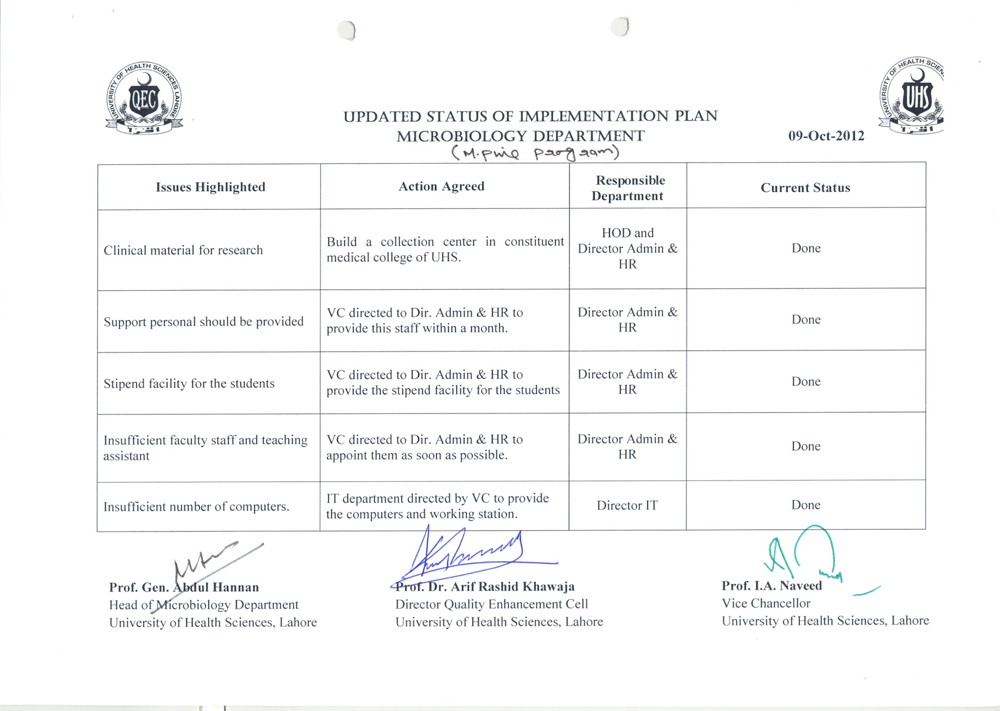 UNIVERSITY OF HEALTH SCIENCES LAHORE
QEC
UNIVERSITY OF HEALTH SCIEN
UHS
UPDATED STATUS OF IMPLEMENTATION PLAN
MICROBIOLOGY DEPARTMENT
09-Oct-2012
(M.Phil Program)
Issues Highlighted
Action Agreed
Responsible
Department
Current Status
Clinical material for research
Build a collection center in constituent
medical college of UHS.
HOD and
Director Admin &
HR
Done
Support personal should be provided
VC directed to Dir. Admin & HR to
provide this staff within a month.
Director Admin &
HR
Done
Stipend facility for the students
VC directed to Dir. Admin & HR to
provide the stipend facility for the students
Director Admin &
HR
Done
Insufficient faculty staff and teaching
assistant
VC directed to Dir. Admin & HR to
appoint them as soon as possible.
Director Admin &
HR
Done
Insufficient number of computers.
IT department directed by VC to provide
the computers and working station.
Director IT
Done
Prof. Gen. Abdul Hannan
Head of Microbiology Department
University of Health Sciences, Lahore
Prof. Dr. Arif Rashid Khawaja
Director Quality Enhancement Cell
University of Health Sciences, Lahore
Prof. I.A. Naveed
Vice Chancellor
University of Health Sciences, Lahore